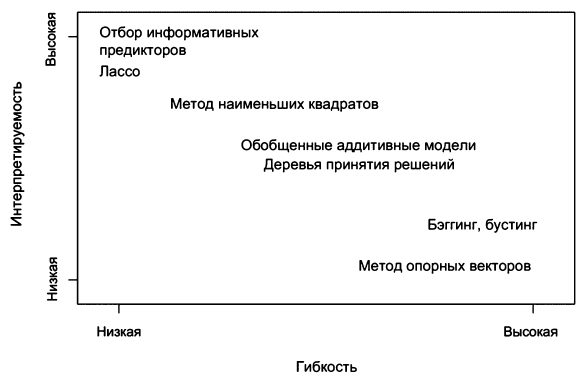 Высокая
Отбор информативных
предикторов
Лассо
Метод наименьших квадратов
Интерпретируемость
Обобщенные аддитивные модели
Деревья принятия решений
Бэггинг, бустинг
Метод опорных векторов
Низкая
Низкая
Высокая
Гибкость